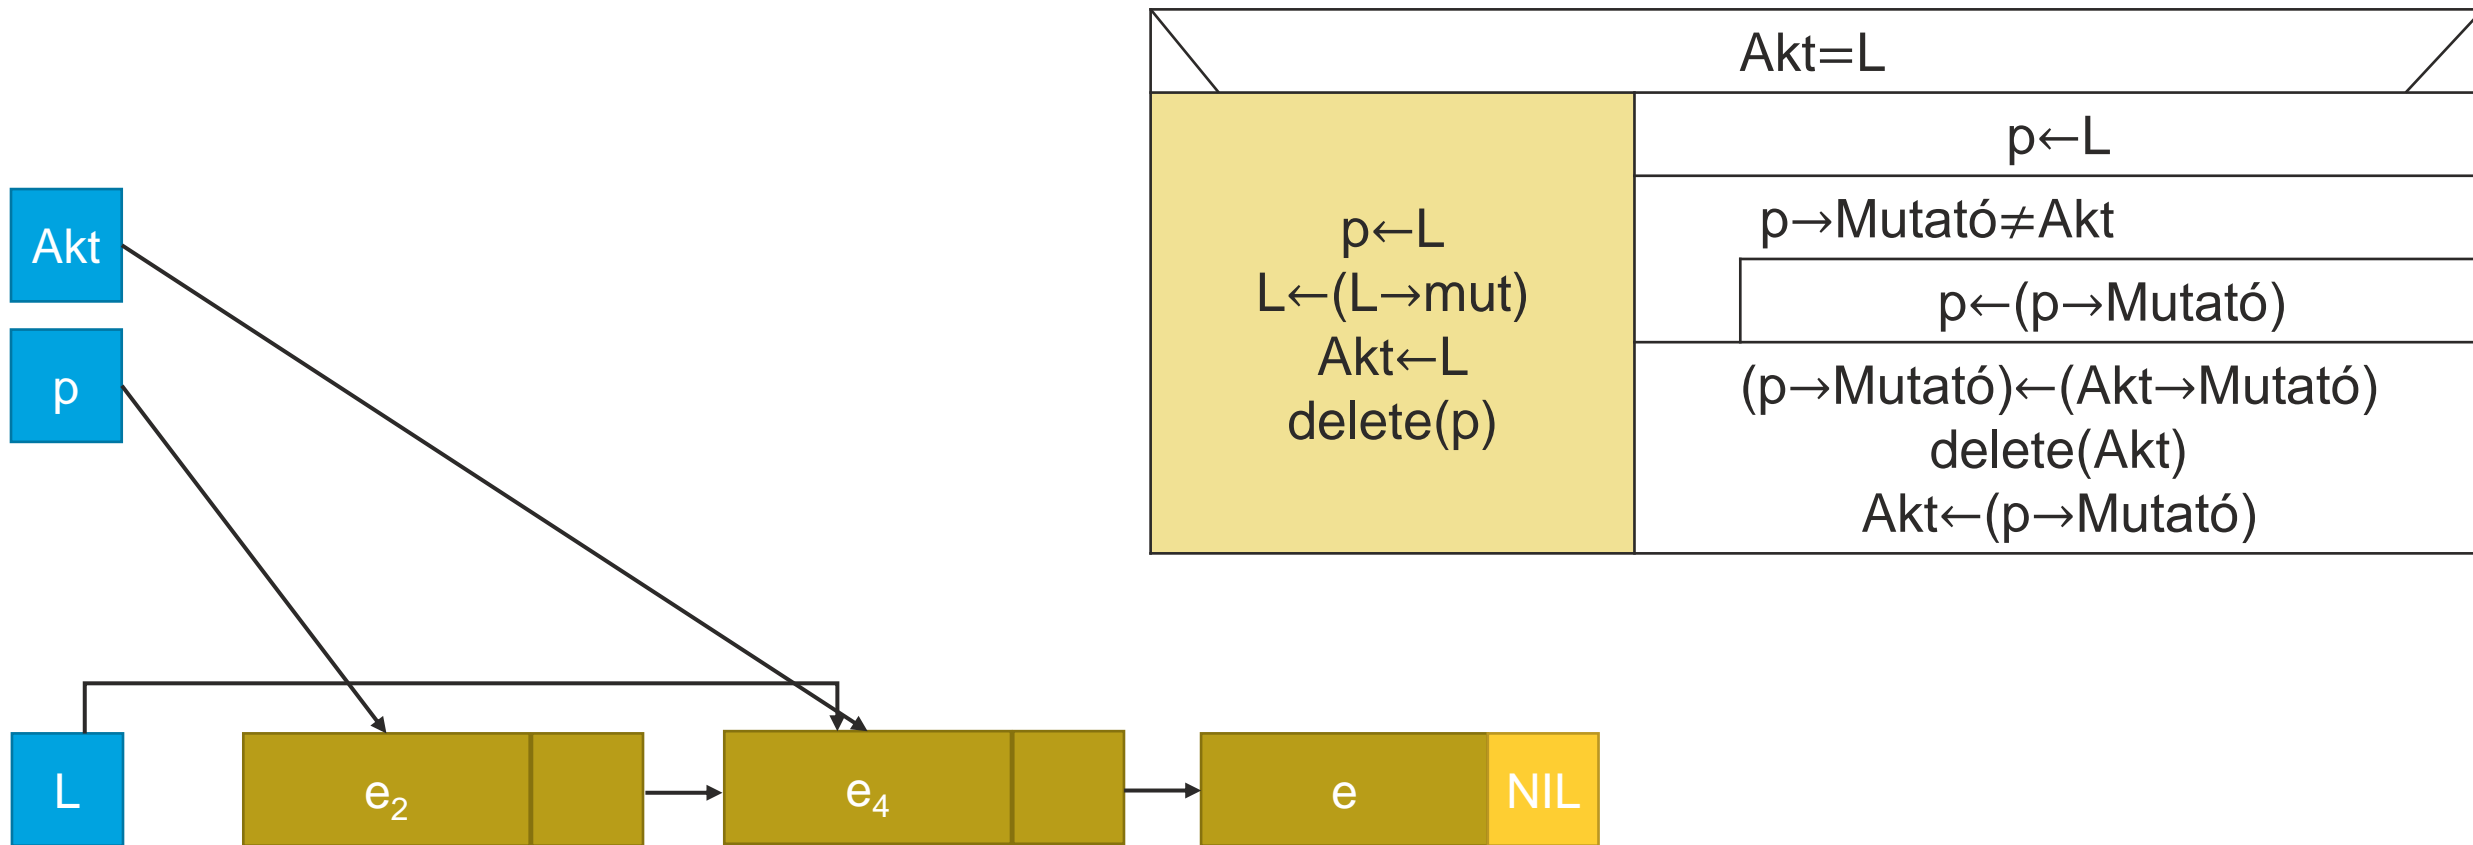 Akt=L
p←L
L←(L→mut)
Akt←L
delete(p)
p←L
p→Mutató≠Akt
p←(p→Mutató)
(p→Mutató)←(Akt→Mutató)
delete(Akt)
Akt←(p→Mutató)
Akt
p
L
e₂
e₄
e
NIL